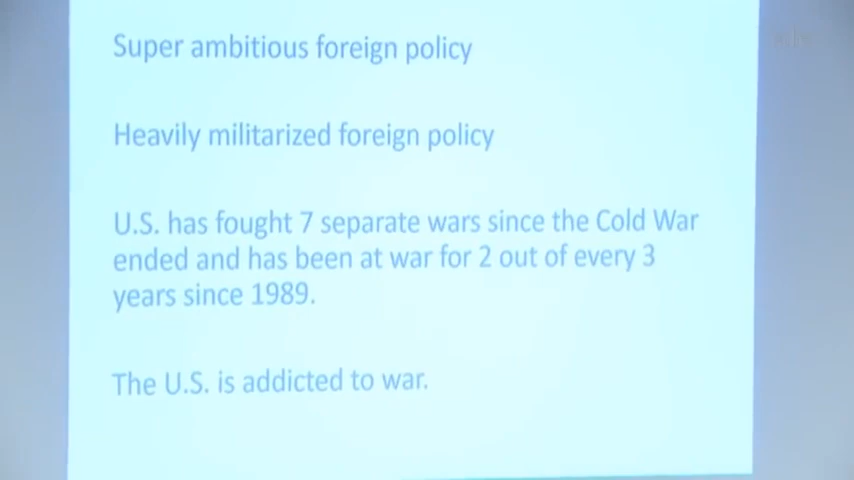 Super ambitious foreign policy
Heavily militarized foreign policy
U.S. has fought 7 separate wars since the Cold War
ended and has been at war for 2 out of every 3
years since 1989.
The U.S. is addicted to war.